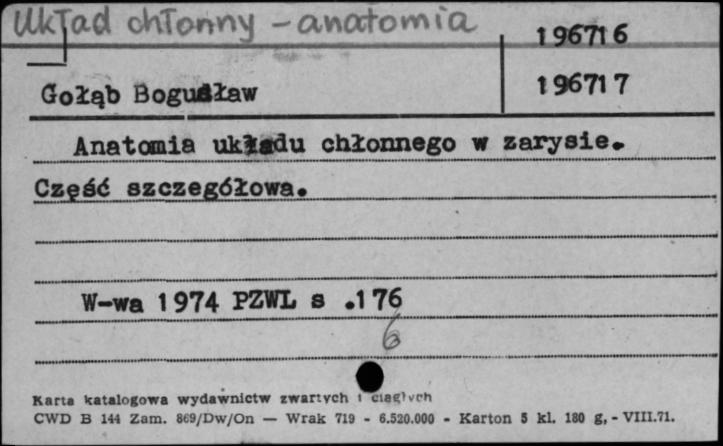 Układ chłonny - anatomia
196716
Gołąb Bogusław
196717
Anatomia układu chłonnego w zarysie.
Część szczegółowa.
W-wa 1974 PZWL s .176
6
Karta katalogowa wydawnictw zwartych i ciągłych
CWD B 144 Zam. 869/Dw/On — Wrak 719 - 6.520.000 - Karton 5 kl. 180 g, - VIII.71.